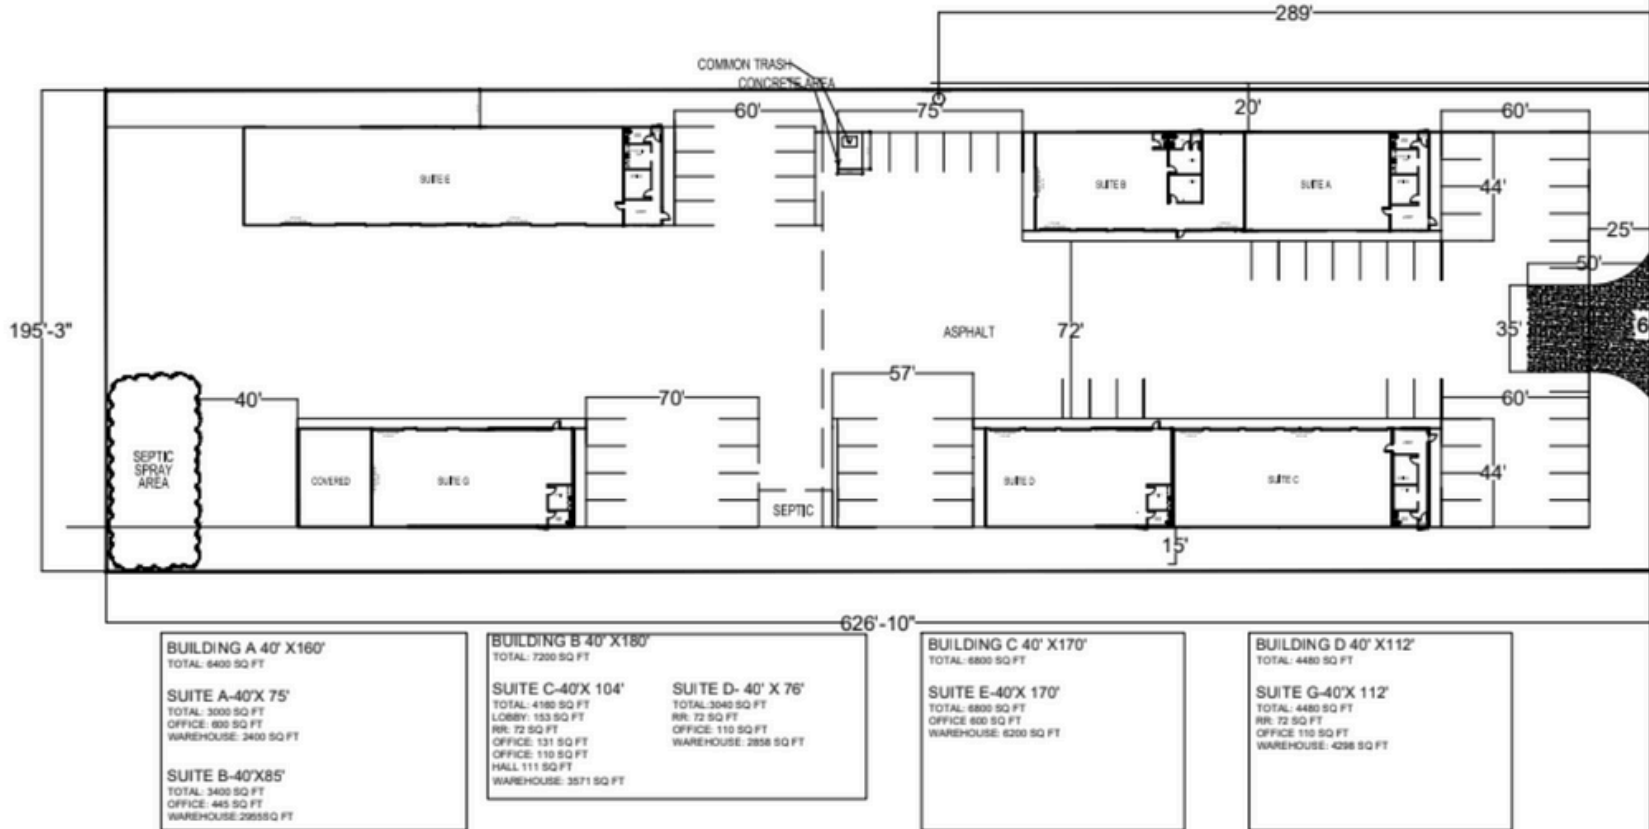 289'
COMMON TRASH
CONCRETE AREA
60'
75'
20'
60'
SUITE E
SUITE B
SUITE A
44'
25'
50'
195'-3"
ASPHALT
72'
35'
6
57'
40'
70'
60'
SEPTIC
SPRAY
AREA
COVERED
SUITE G
SUITE D
SUITE C
44'
SEPTIC
15'
626'-10"
BUILDING A 40' X160'
TOTAL: 6400 SQ FT
SUITE A-40'X 75'
TOTAL: 3000 SQ FT
OFFICE: 600 SQ FT
WAREHOUSE: 2400 SQ FT
SUITE B-40'X85'
TOTAL: 3400 SQ FT
OFFICE: 445 SQ FT
WAREHOUSE:2955SQ FT
BUILDING B 40' X180'
TOTAL: 7200 SQ FT
SUITE C-40'X 104'
TOTAL: 4160 SQ FT
LOBBY: 153 SQ FT
RR: 72 SQ FT
OFFICE: 131 SQ FT
OFFICE: 110 SQ FT
HALL 111 SQ FT
WAREHOUSE: 3571 SQ FT
SUITE D- 40' X 76'
TOTAL:3040 SQ FT
RR: 72 SQ FT
OFFICE: 110 SQ FT
WAREHOUSE: 2858 SQ FT
BUILDING C 40' X170'
TOTAL: 6800 SQ FT
SUITE E-40'X 170'
TOTAL: 6800 SQ FT
OFFICE 600 SQ FT
WAREHOUSE: 6200 SQ FT
BUILDING D 40' X112'
TOTAL: 4480 SQ FT
SUITE G-40'X 112'
TOTAL: 4480 SQ FT
RR: 72 SQ FT
OFFICE 110 SQ FT
WAREHOUSE: 4298 SQ FT